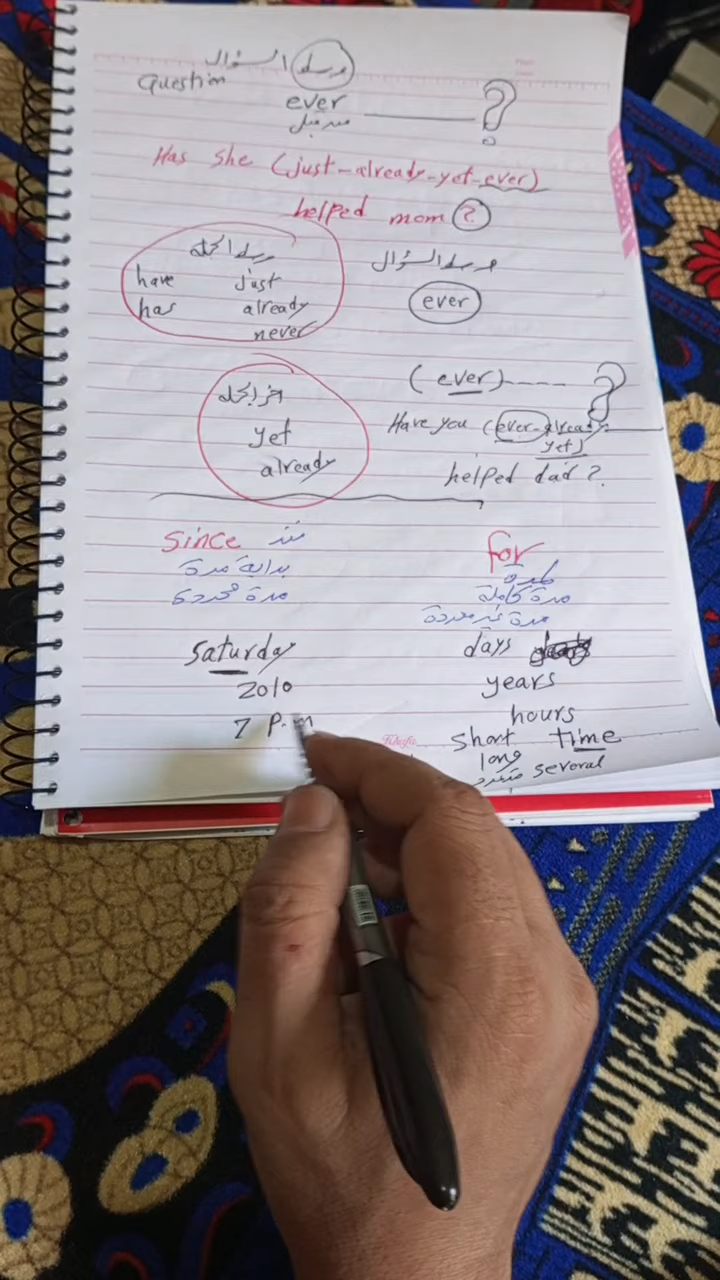 وسط السؤال
Question
ever ———— ?
من قبل
Has she (just-already-yet-ever)
helped mom ?
وسط الجملة
have just
has already
never
وسط السؤال
ever
اخر الجملة
yet
already
(ever)---- ?
Have you (ever-already-
yet)
helped dad ?
Since منذ
بداية مدة
مدة محددة
Saturday
2010
7 P.m
for
لمدة
مدة كاملة
مدة غير محددة
days
years
hours
short time
long
متعدد several